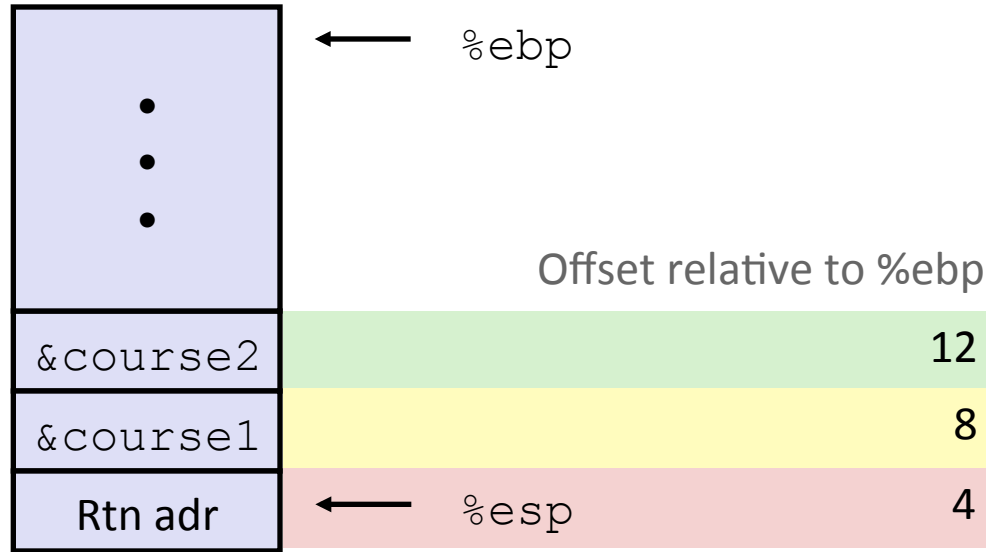 %ebp
Offset relative to %ebp
&course2 12
&course1 8
Rtn adr %esp 4